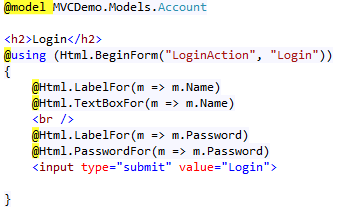 @model MVCDemo.Models.Account
<h2>Login</h2>
@using (Html.BeginForm("LoginAction", "Login"))
{
@Html.LabelFor(m => m.Name)
@Html.TextBoxFor(m => m.Name)
<br />
@Html.LabelFor(m => m.Password)
@Html.PasswordFor(m => m.Password)
<input type="submit" value="Login">
}